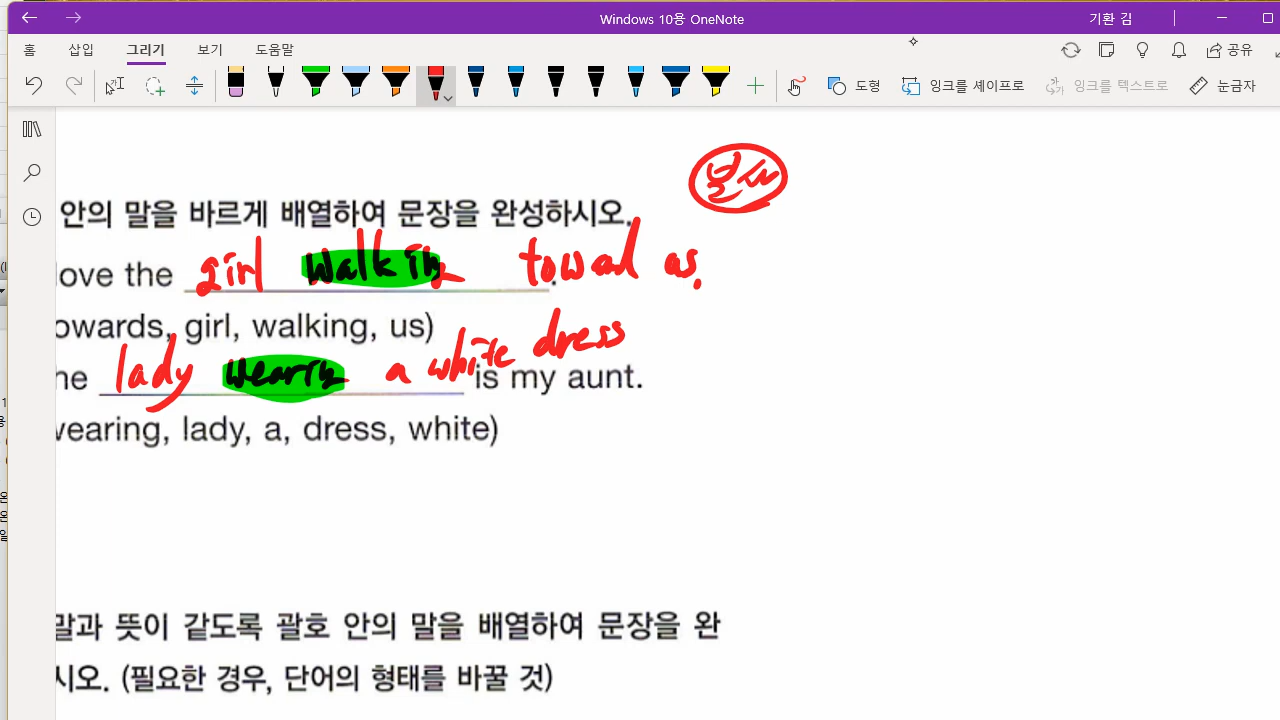 Windows 10용 OneNote
기환 김
홈 삽입 그리기 보기 도움말
공유
도형 잉크를 셰이프로 잉크를 텍스트로 눈금자
안의 말을 바르게 배열하여 문장을 완성하시오.
love the girl walking toward us.
owards, girl, walking, us)
he lady wearing a white dress is my aunt.
wearing, lady, a, dress, white)
말과 뜻이 같도록 괄호 안의 말을 배열하여 문장을 완
시오. (필요한 경우, 단어의 형태를 바꿀 것)